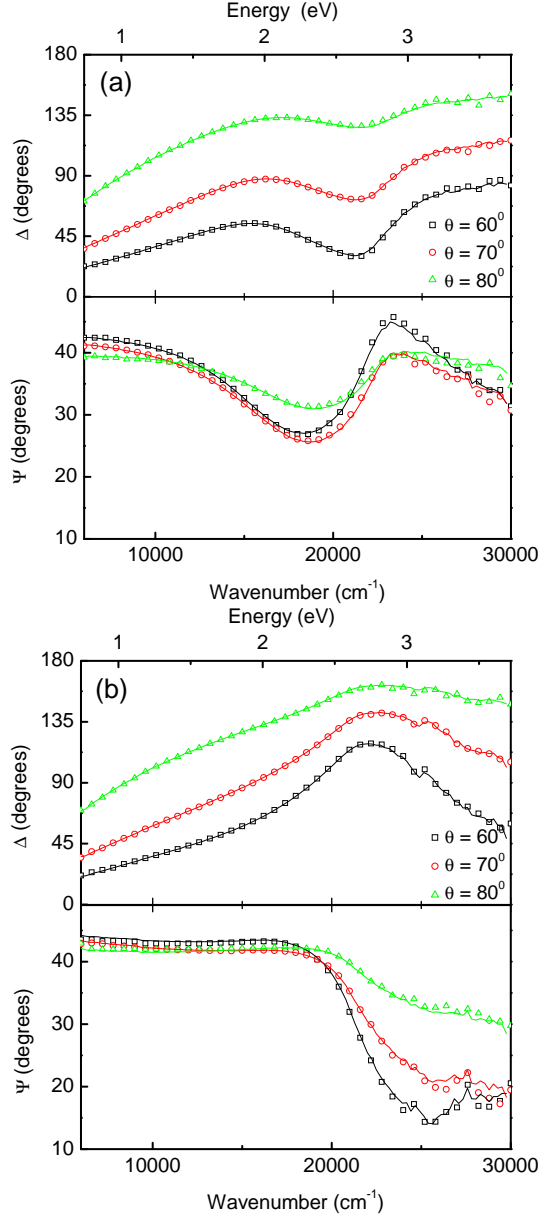 Energy (eV)
1 2 3
180
(a)
135
90
45
0
Δ (degrees)
θ = 60⁰
θ = 70⁰
θ = 80⁰
40
30
20
10
Ψ (degrees)
10000 20000 30000
Wavenumber (cm⁻¹)
Energy (eV)
1 2 3
180
(b)
135
90
45
0
Δ (degrees)
θ = 60
θ = 70⁰
θ = 80⁰
40
30
20
10
Ψ (degrees)
10000 20000 30000
Wavenumber (cm⁻¹)